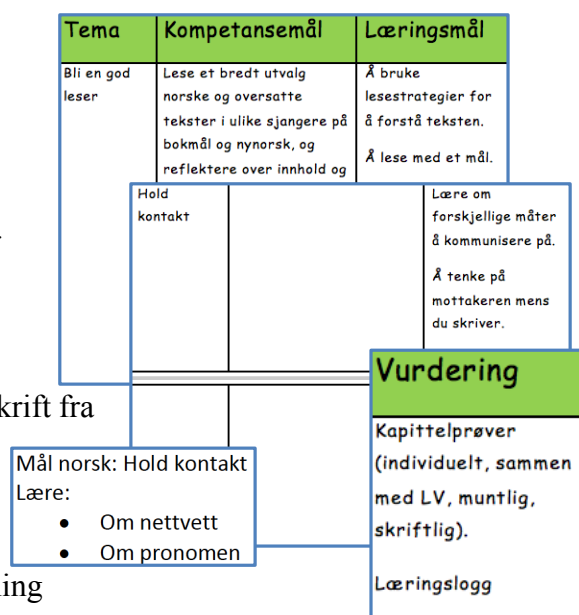 Tema Kompetansemål Læringsmål
Bli en god
leser
Lese et bredt utvalg
norske og oversatte
tekster i ulike sjangere på
bokmål og nynorsk, og
reflektere over innhold og
Å bruke
lesestrategier for
å forstå teksten.
Å lese med et mål.
Hold
kontakt
Lære om
forskjellige måter
å kommunisere på.
Å tenke på
mottakeren mens
du skriver.
krift fra
Vurdering
Kapittelprøver
(individuelt, sammen
med LV, muntlig,
skriftlig).
Læringslogg
Mål norsk: Hold kontakt
Lære:
• Om nettvett
• Om pronomen